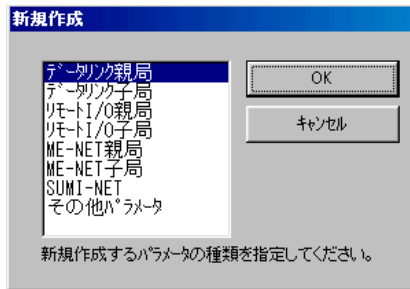 新規作成
ﾃﾞｰﾀﾘﾝｸ親局
ﾃﾞｰﾀﾘﾝｸ子局
ﾘﾓｰﾄI/O親局
ﾘﾓｰﾄI/O子局
ME-NET親局
ME-NET子局
SUMI-NET
その他ﾊﾟﾗﾒｰﾀ
OK
ｷｬﾝｾﾙ
新規作成するﾊﾟﾗﾒｰﾀの種類を指定してください。